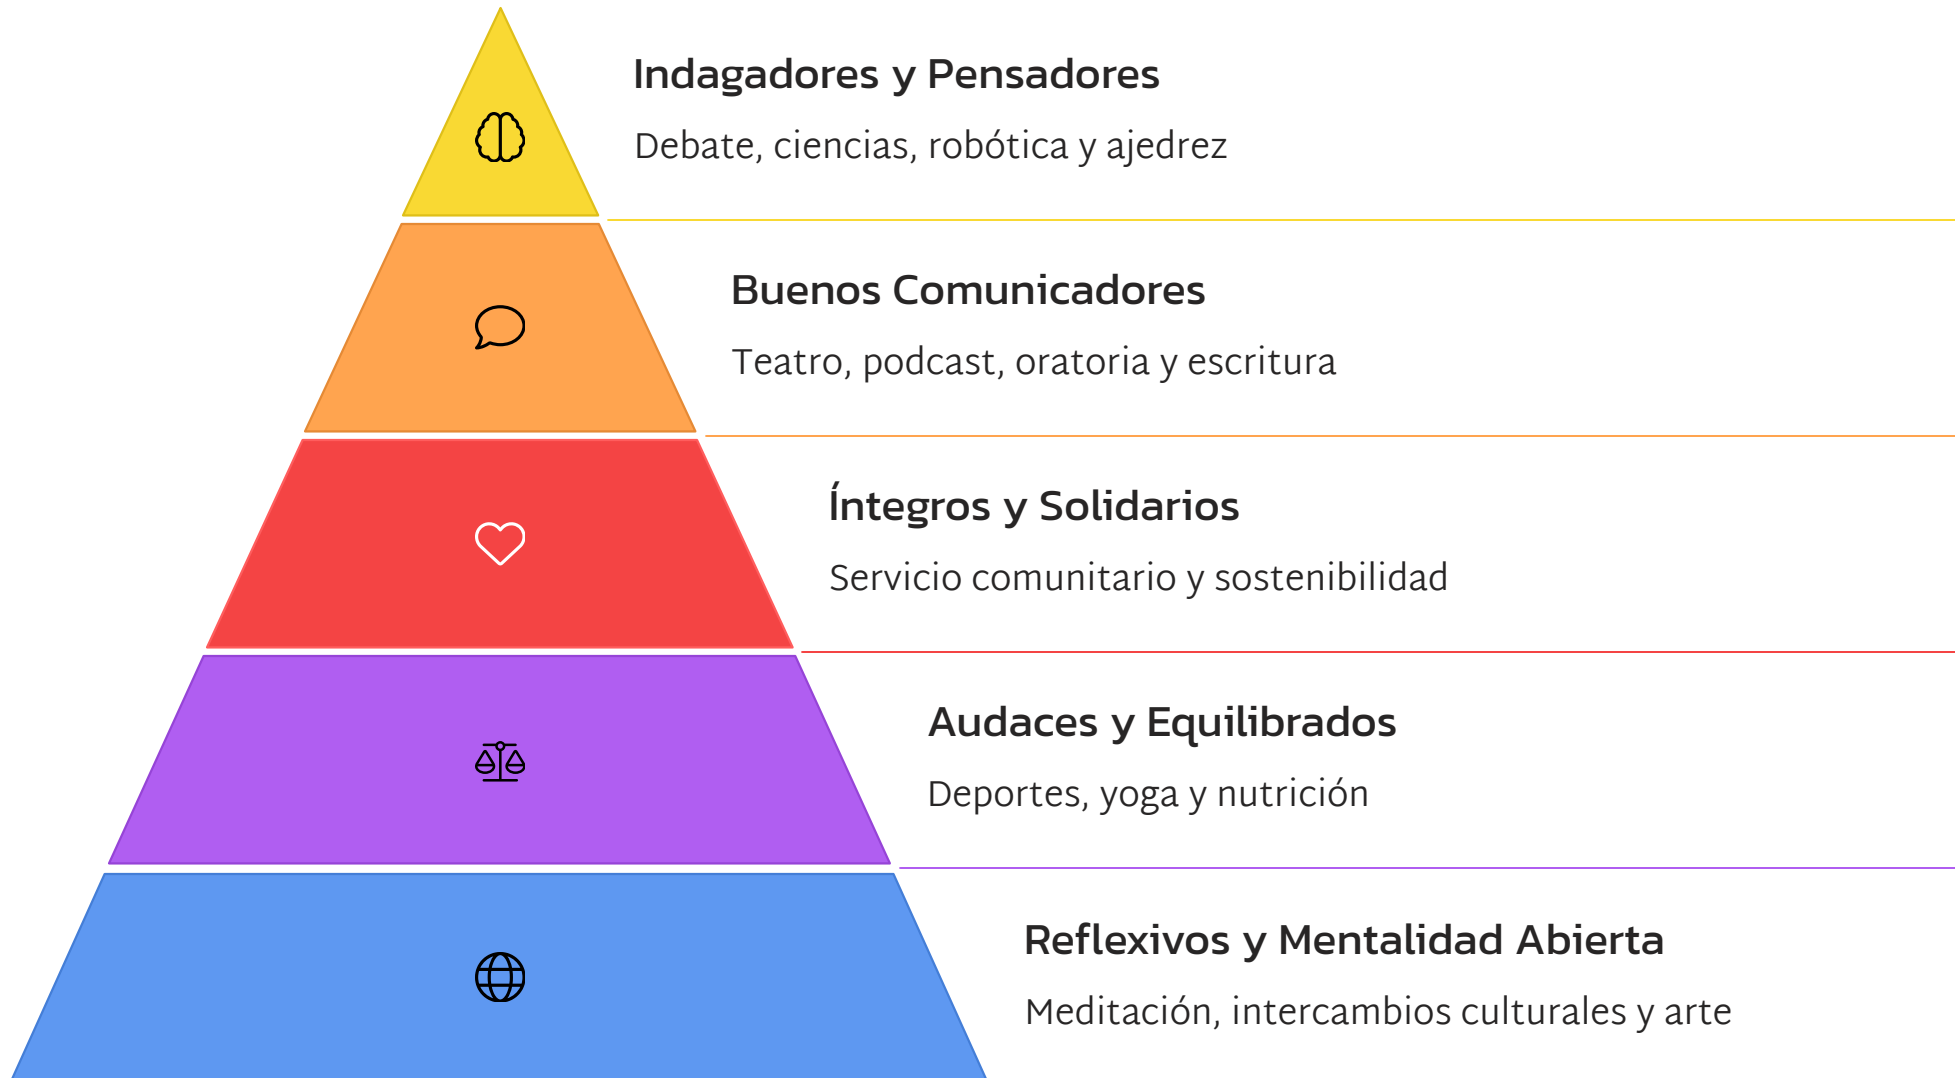 Indagadores y Pensadores
Debate, ciencias, robótica y ajedrez
Buenos Comunicadores
Teatro, podcast, oratoria y escritura
Íntegros y Solidarios
Servicio comunitario y sostenibilidad
Audaces y Equilibrados
Deportes, yoga y nutrición
Reflexivos y Mentalidad Abierta
Meditación, intercambios culturales y arte